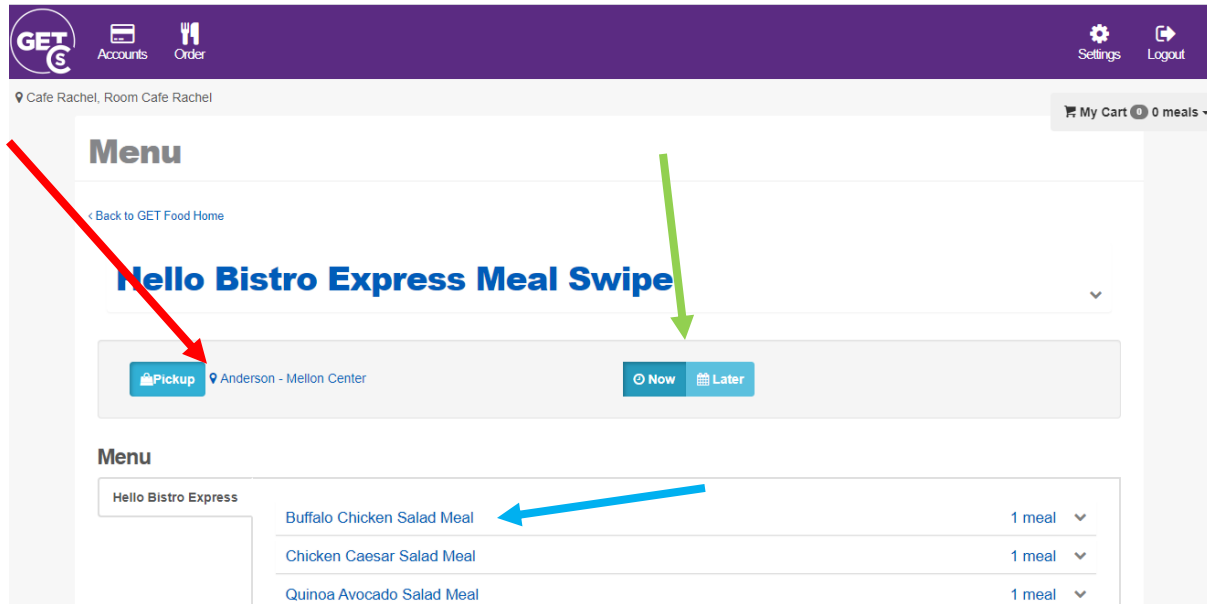 GET
CS
Accounts
Order
Settings
Logout
Cafe Rachel, Room Cafe Rachel
My Cart 0 0 meals
Menu
‹ Back to GET Food Home
Hello Bistro Express Meal Swipe
Pickup Anderson - Mellon Center
Now Later
Menu
Hello Bistro Express
Buffalo Chicken Salad Meal 1 meal
Chicken Caesar Salad Meal 1 meal
Quinoa Avocado Salad Meal 1 meal